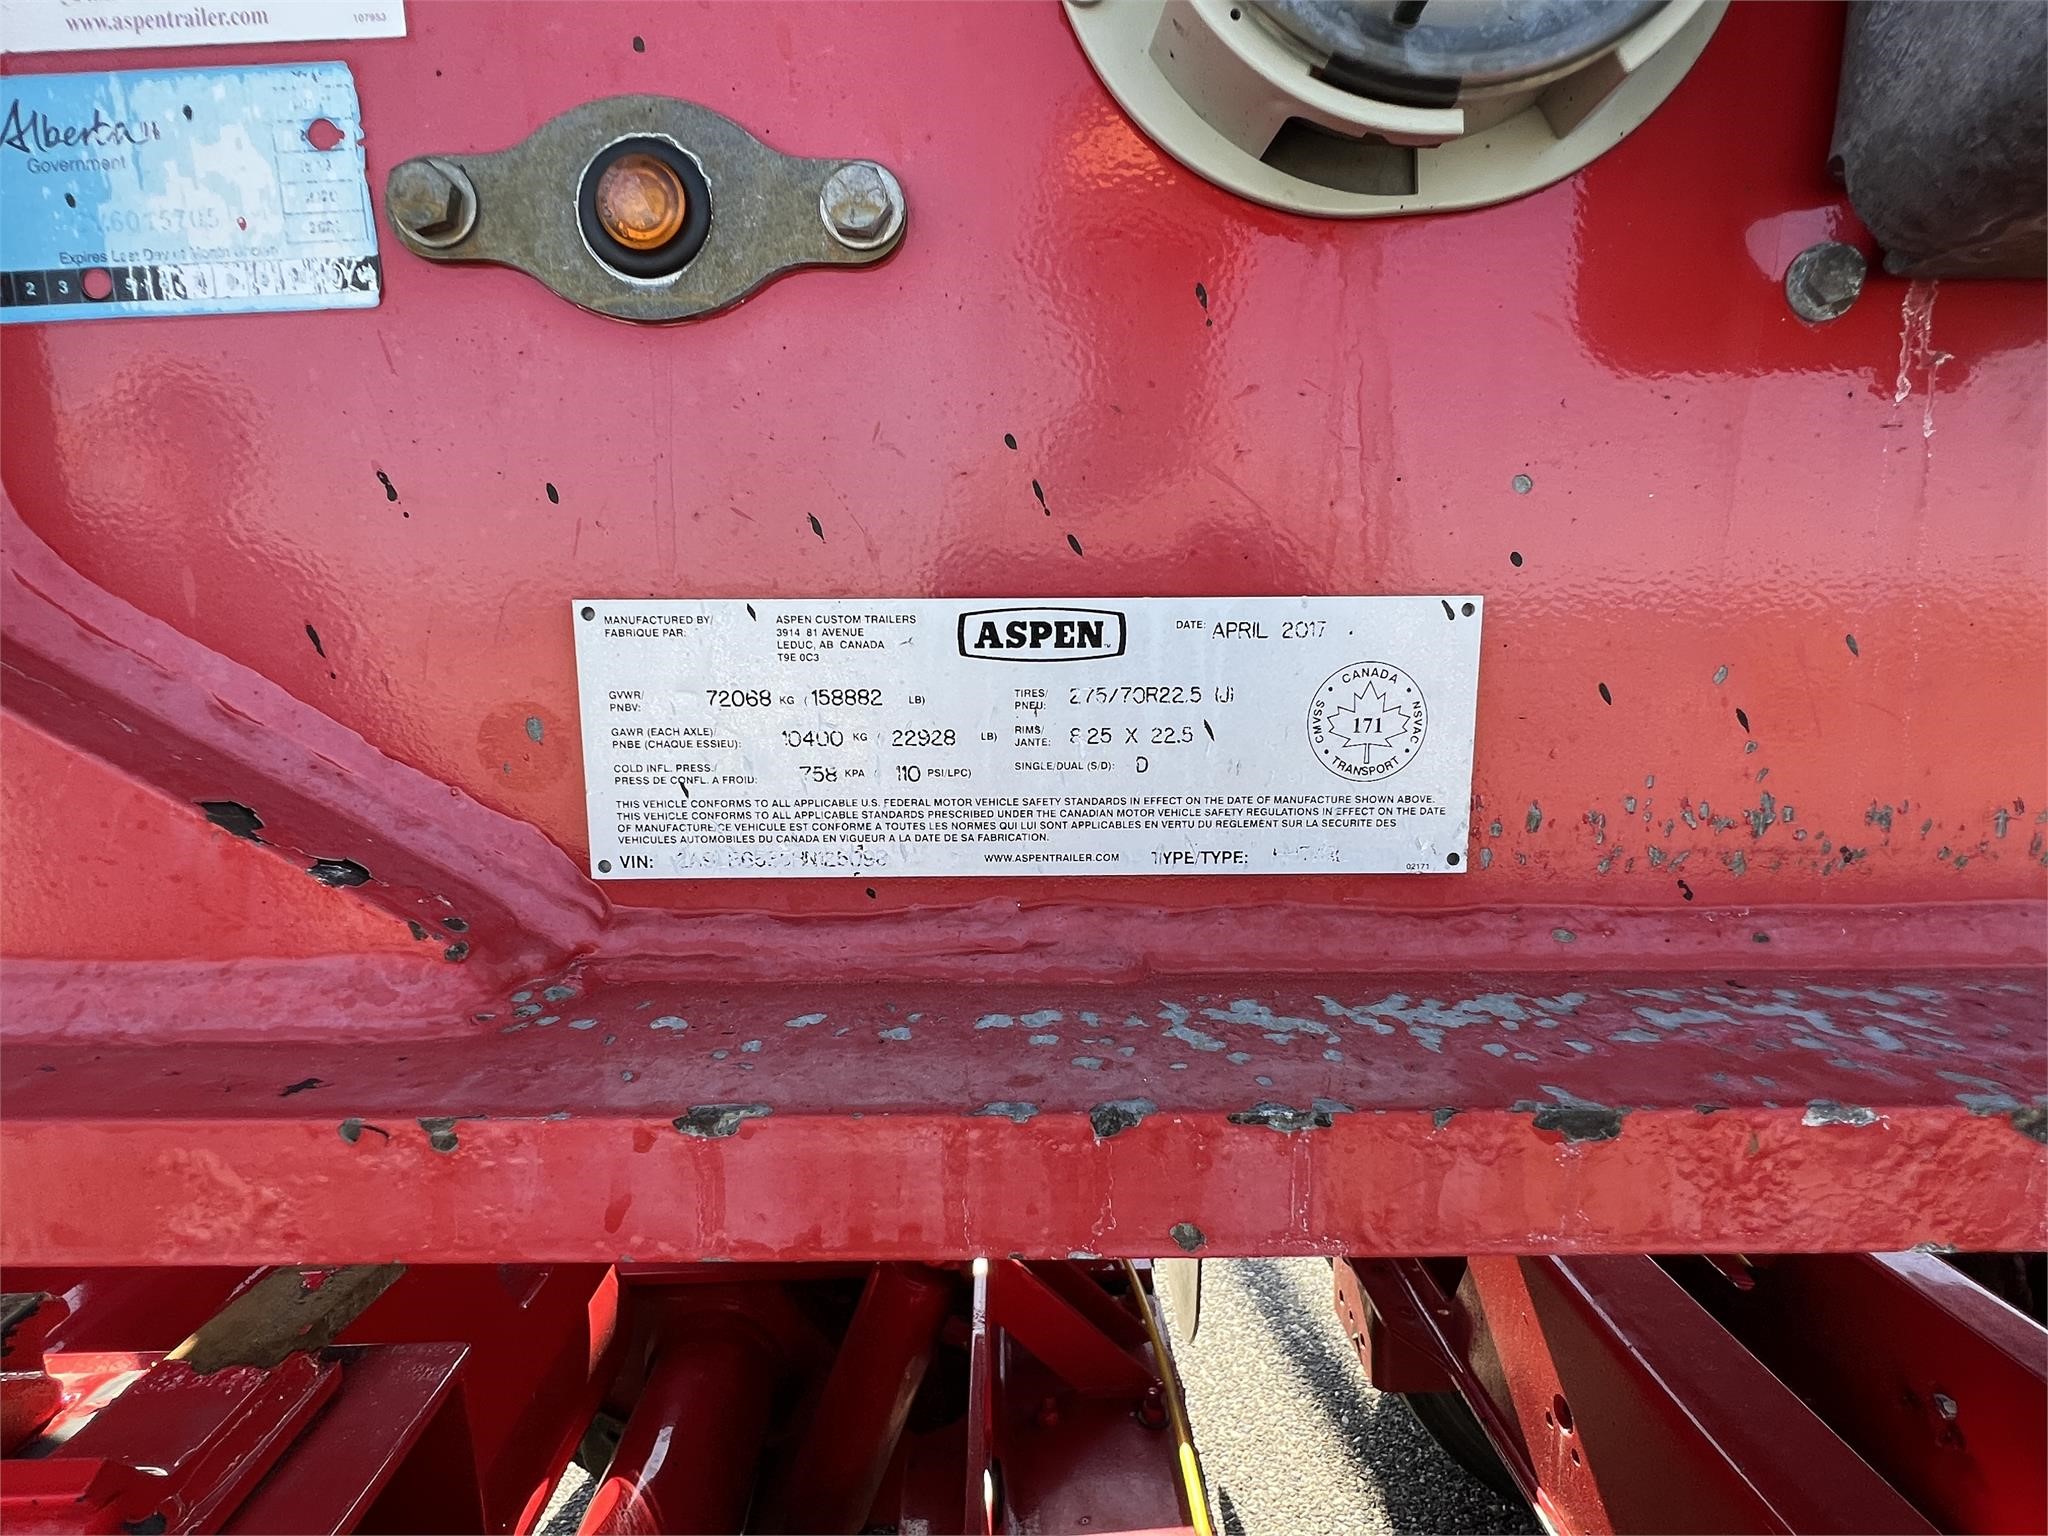 www.aspentrailer.com
107953
Alberta
Government
Expires Last Day of Month
2 3
MANUFACTURED BY/
FABRIQUE PAR:
ASPEN CUSTOM TRAILERS
3914 81 AVENUE
LEDUC, AB CANADA
T9E 0C3
ASPEN
DATE: APRIL 2017
GVWR/
PNBV:
72068 KG (158882 LB)
TIRES/
PNEU:
275/70R22.5 (J)
GAWR (EACH AXLE)/
PNBE (CHAQUE ESSIEU):
10400 KG ( 22928 LB)
RIMS/
JANTE:
8.25 X 22.5
COLD INFL. PRESS./
PRESS DE CONFL. A FROID:
758 KPA ( 110 PSI/LPC)
SINGLE/DUAL (S/D): D
CANADA
CMVSS
171
NSVAC
TRANSPORT
THIS VEHICLE CONFORMS TO ALL APPLICABLE U.S. FEDERAL MOTOR VEHICLE SAFETY STANDARDS IN EFFECT ON THE DATE OF MANUFACTURE SHOWN ABOVE.
THIS VEHICLE CONFORMS TO ALL APPLICABLE STANDARDS PRESCRIBED UNDER THE CANADIAN MOTOR VEHICLE SAFETY REGULATIONS IN EFFECT ON THE DATE
OF MANUFACTURE/CE VEHICULE EST CONFORME A TOUTES LES NORMES QUI LUI SONT APPLICABLES EN VERTU DU REGLEMENT SUR LA SECURITE DES
VEHICULES AUTOMOBILES DU CANADA EN VIGUEUR A LA DATE DE SA FABRICATION.
VIN:
WWW.ASPENTRAILER.COM
TYPE/TYPE:
02171